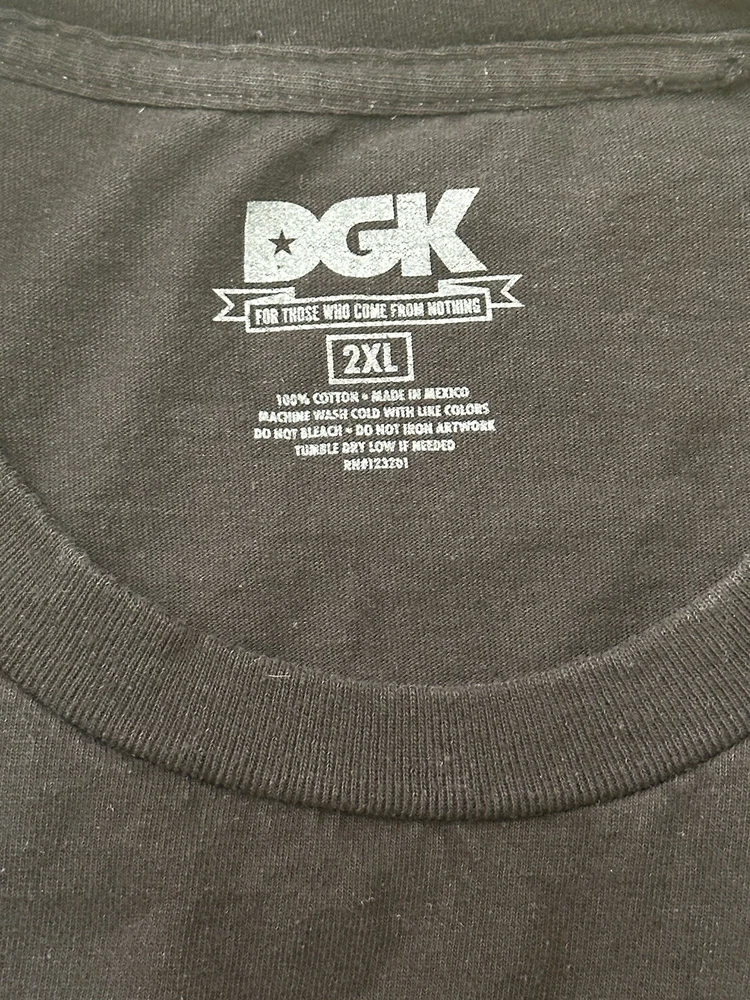 DGK
FOR THOSE WHO COME FROM NOTHING
2XL
100% COTTON • MADE IN MEXICO
MACHINE WASH COLD WITH LIKE COLORS
DO NOT BLEACH • DO NOT IRON ARTWORK
TUMBLE DRY LOW IF NEEDED
RN#123201